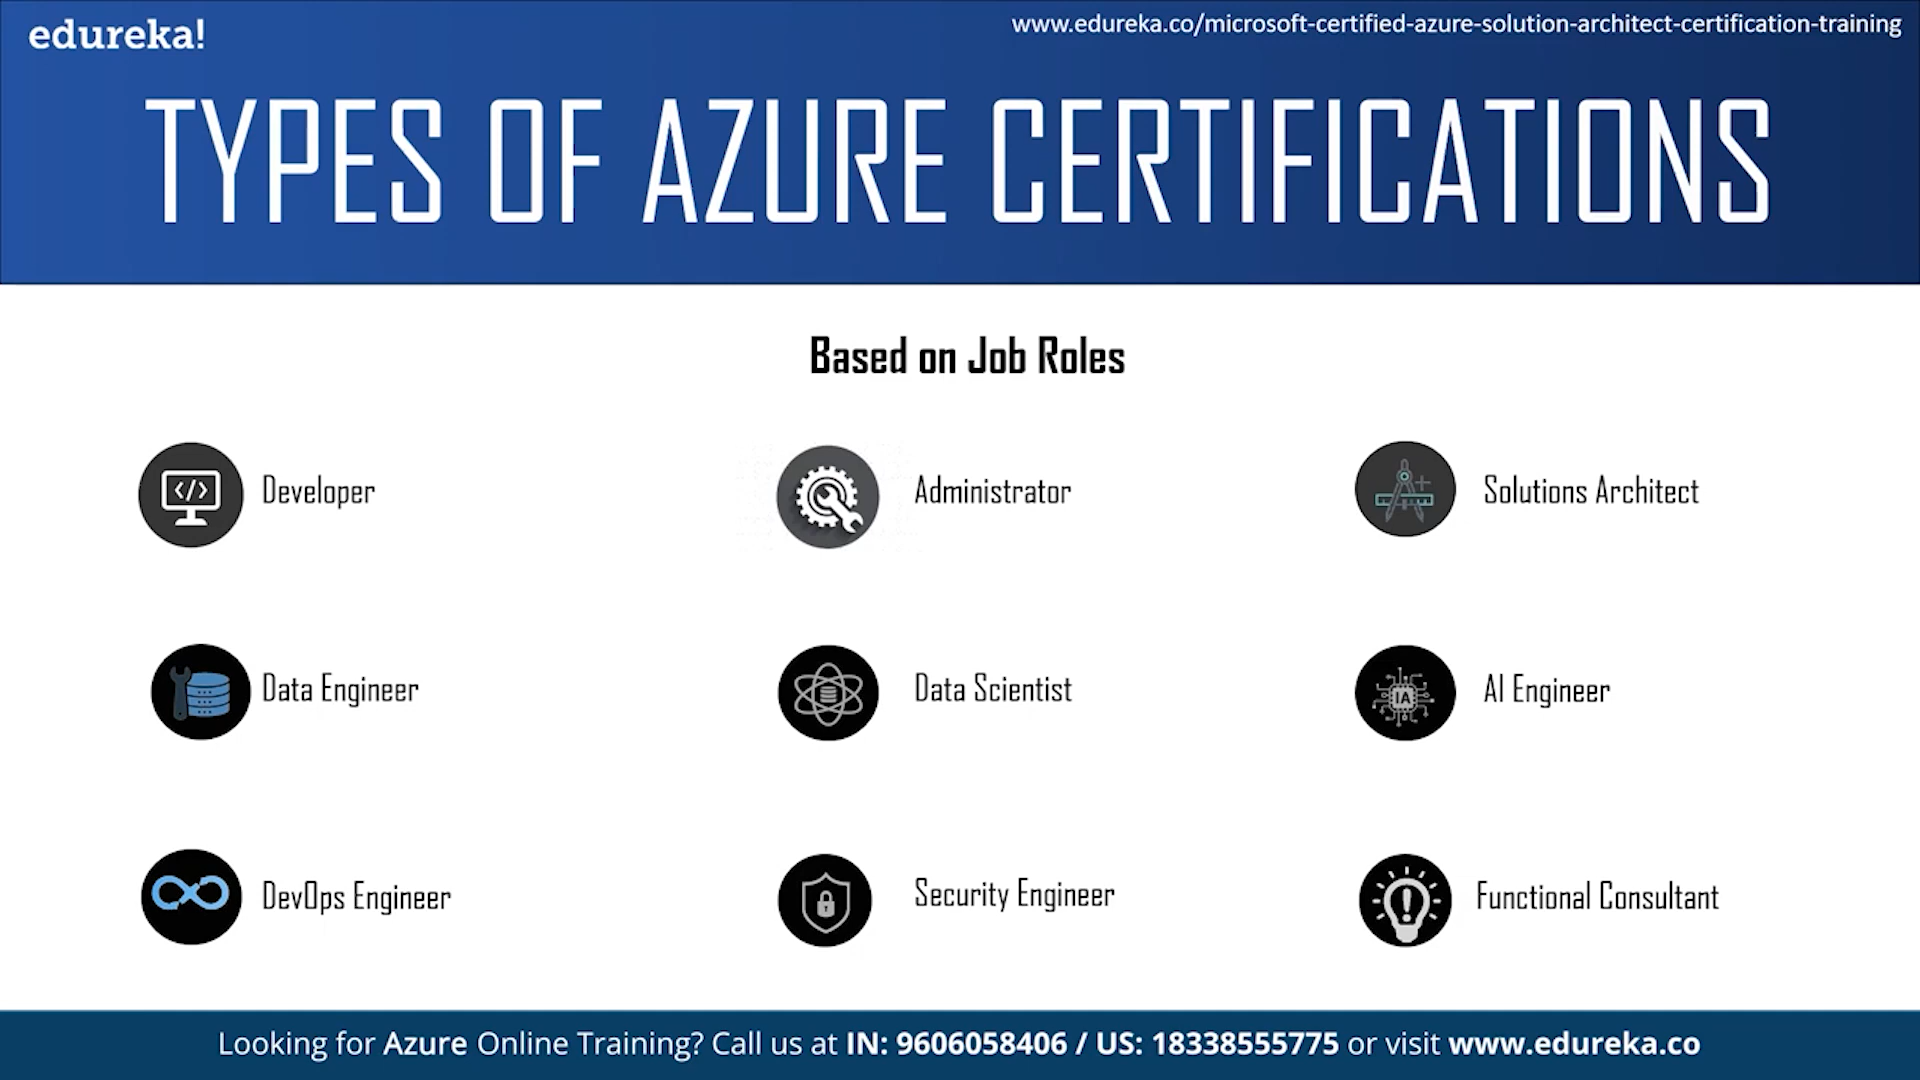 edureka!
www.edureka.co/microsoft-certified-azure-solution-architect-certification-training
TYPES OF AZURE CERTIFICATIONS
Based on Job Roles
</>
Developer
Administrator
Solutions Architect
Data Engineer
Data Scientist
IA
AI Engineer
DevOps Engineer
Security Engineer
Functional Consultant
Looking for Azure Online Training? Call us at IN: 9606058406 / US: 18338555775 or visit www.edureka.co